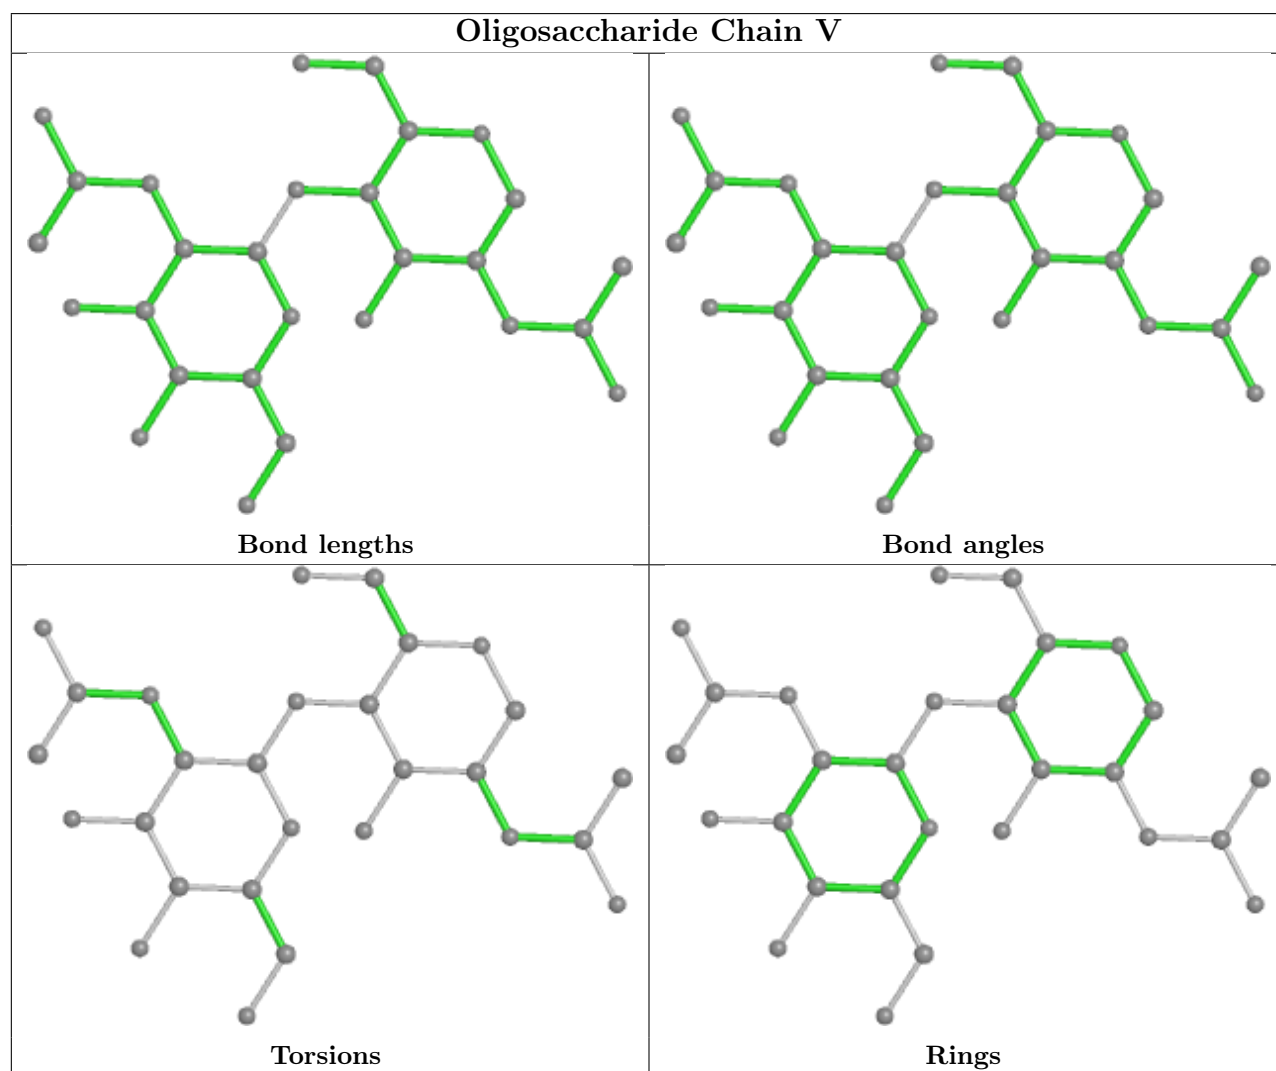 Oligosaccharide Chain V
Bond lengths
Bond angles
Torsions
Rings